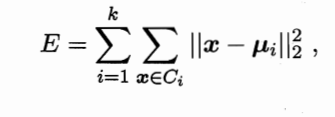 $$E = \sum_{i=1}^{k} \sum_{\boldsymbol{x} \in C_i} ||\boldsymbol{x} - \boldsymbol{\mu}_i||_2^2 \ ,$$